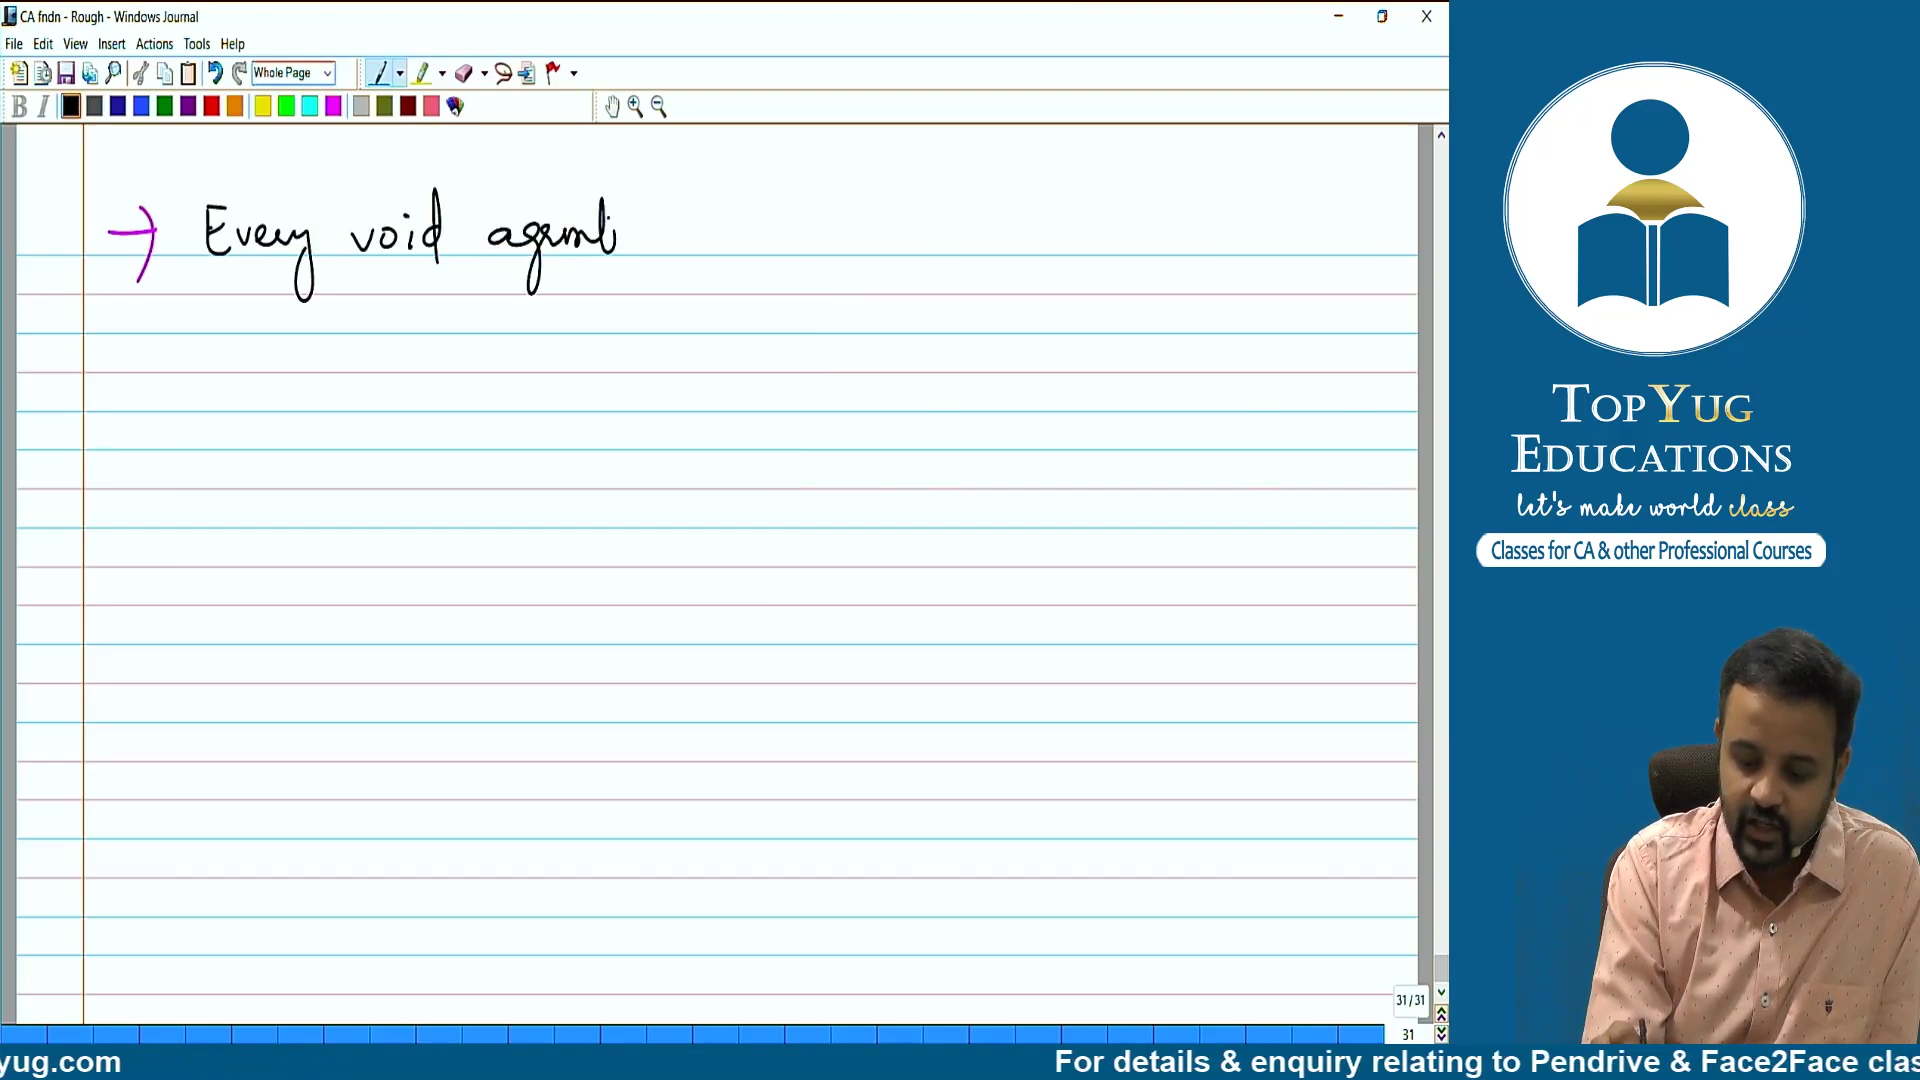 CA fndn - Rough - Windows Journal
File Edit View Insert Actions Tools Help
Whole Page
B I
→ Every void agrmt
31/31
31
TOPYUG
EDUCATIONS
let's make world class
Classes for CA & other Professional Courses
yug.com For details & enquiry relating to Pendrive & Face2Face clas